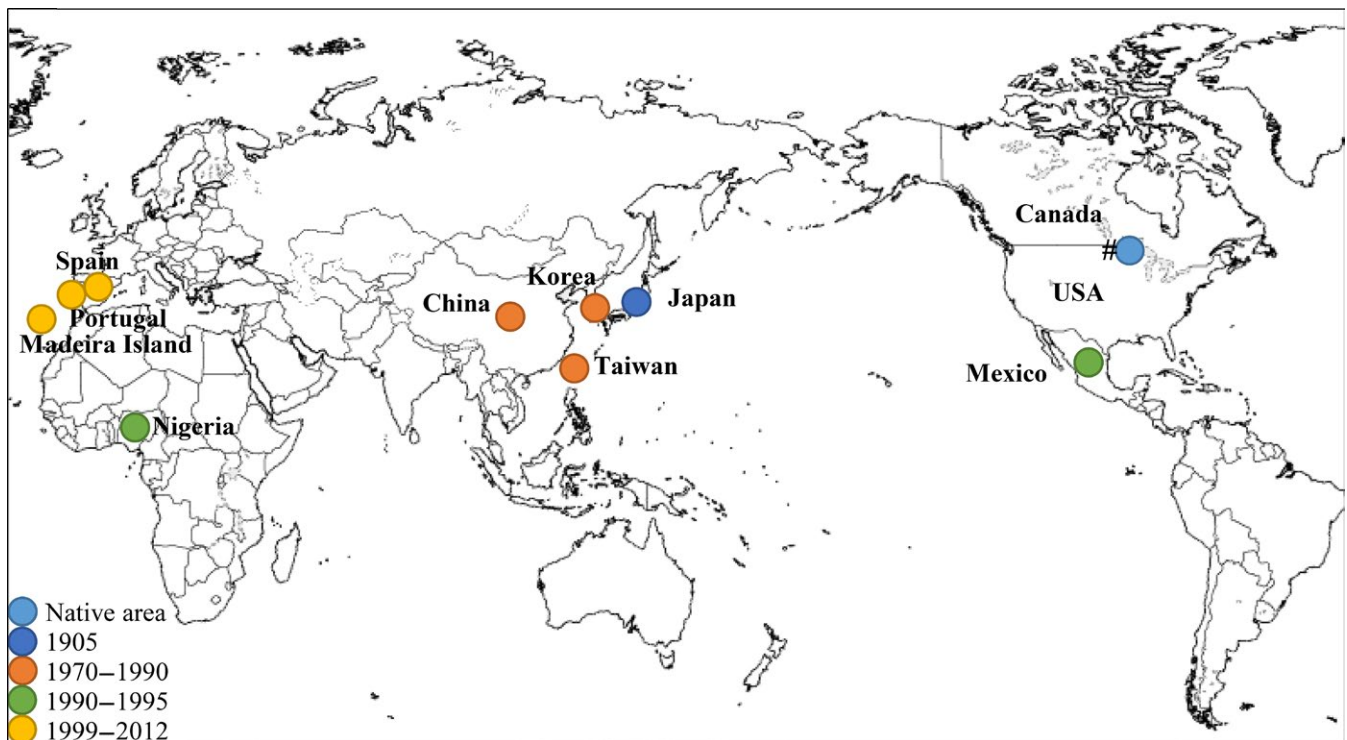 Canada
#
USA
Spain
Korea
China
Japan
Portugal
Madeira Island
Taiwan
Mexico
Nigeria
Native area
1905
1970–1990
1990–1995
1999–2012